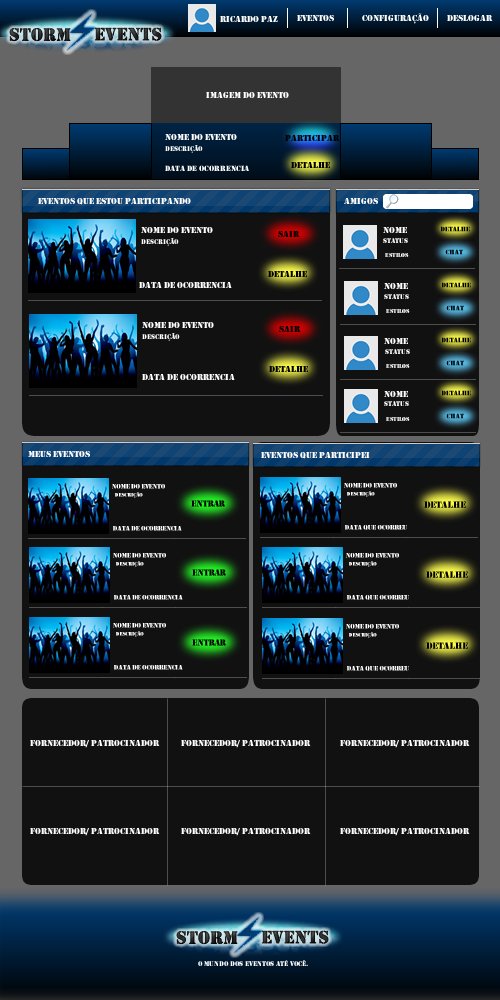 STORM EVENTS
RICARDO PAZ
EVENTOS
CONFIGURAÇÃO
DESLOGAR
IMAGEM DO EVENTO
NOME DO EVENTO
DESCRIÇÃO
DATA DE OCORRENCIA
PARTICIPAR
DETALHE
EVENTOS QUE ESTOU PARTICIPANDO
NOME DO EVENTO
DESCRIÇÃO
DATA DE OCORRENCIA
SAIR
DETALHE
NOME DO EVENTO
DESCRIÇÃO
DATA DE OCORRENCIA
SAIR
DETALHE
AMIGOS
NOME
STATUS
ESTILOS
DETALHE
CHAT
NOME
STATUS
ESTILOS
DETALHE
CHAT
NOME
STATUS
ESTILOS
DETALHE
CHAT
NOME
STATUS
ESTILOS
DETALHE
CHAT
MEUS EVENTOS
NOME DO EVENTO
DESCRIÇÃO
DATA DE OCORRENCIA
ENTRAR
NOME DO EVENTO
DESCRIÇÃO
DATA DE OCORRENCIA
ENTRAR
NOME DO EVENTO
DESCRIÇÃO
DATA DE OCORRENCIA
ENTRAR
EVENTOS QUE PARTICIPEI
NOME DO EVENTO
DESCRIÇÃO
DATA QUE OCORREU
DETALHE
NOME DO EVENTO
DESCRIÇÃO
DATA QUE OCORREU
DETALHE
NOME DO EVENTO
DESCRIÇÃO
DATA QUE OCORREU
DETALHE
FORNECEDOR/ PATROCINADOR
FORNECEDOR/ PATROCINADOR
FORNECEDOR/ PATROCINADOR
FORNECEDOR/ PATROCINADOR
FORNECEDOR/ PATROCINADOR
FORNECEDOR/ PATROCINADOR
STORM EVENTS
O MUNDO DOS EVENTOS ATÉ VOCÊ.